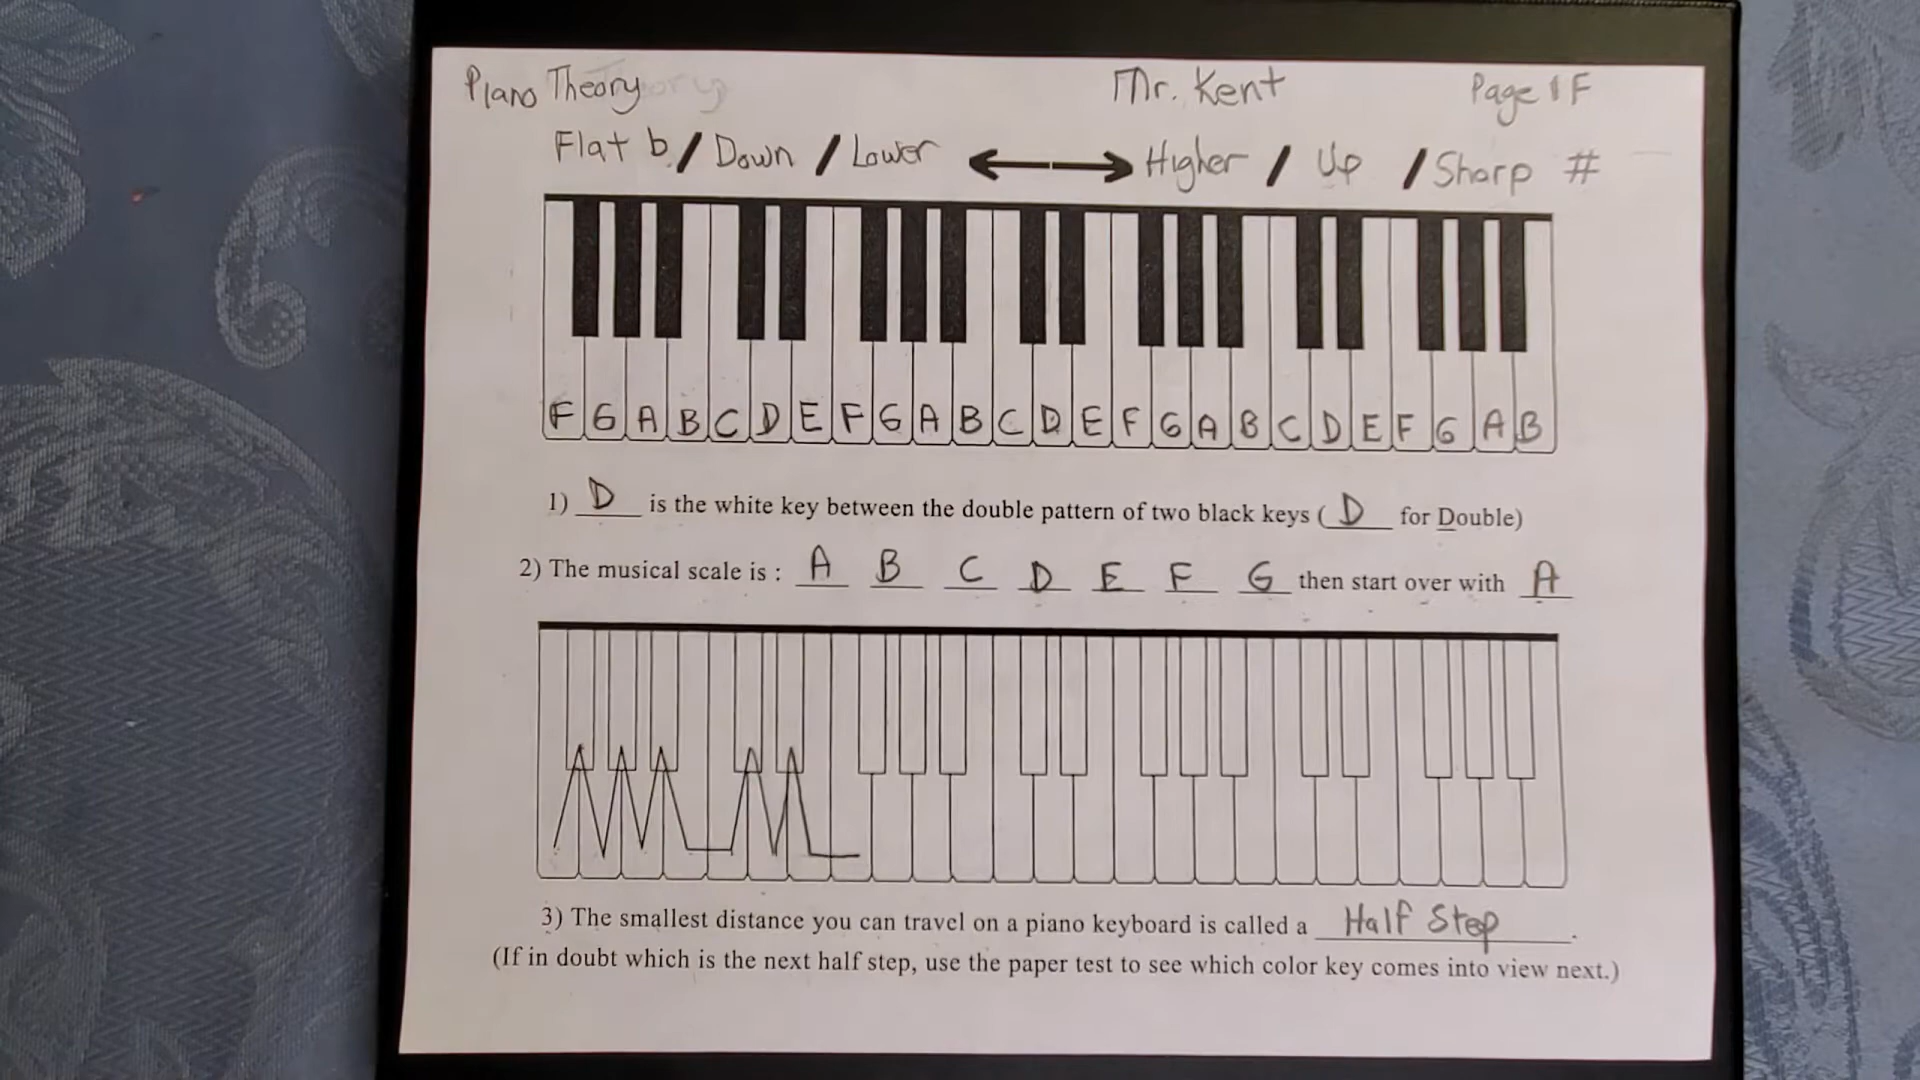 Piano Theory Mr. Kent Page 1F
Flat b / Down / Lower ⟷ Higher / Up / Sharp #
F G A B C D E F G A B C D E F G A B C D E F G A B
1) D is the white key between the double pattern of two black keys ( D for Double)
2) The musical scale is : A B C D E F G then start over with A
3) The smallest distance you can travel on a piano keyboard is called a Half Step.
(If in doubt which is the next half step, use the paper test to see which color key comes into view next.)